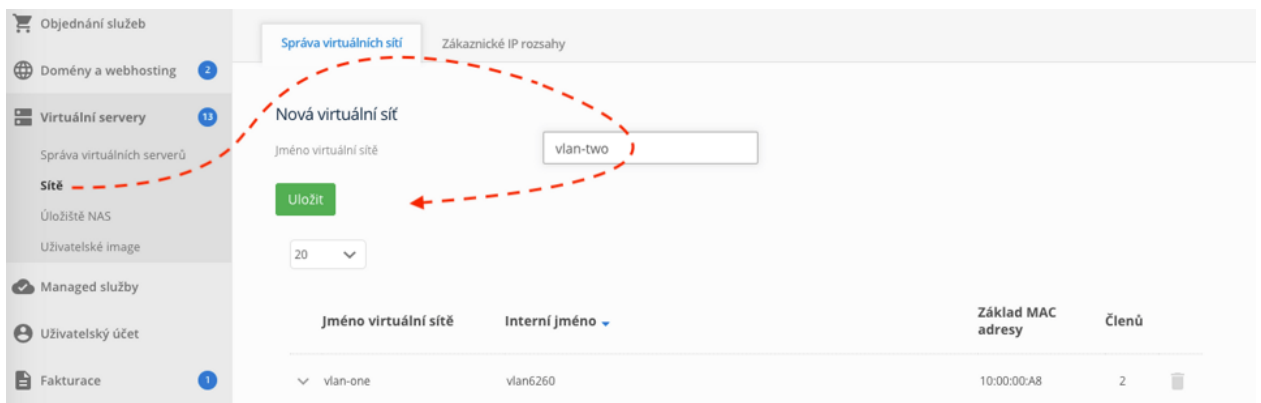 Objednání služeb
Domény a webhosting 2
Virtuální servery 13
Správa virtuálních serverů
Sítě
Úložiště NAS
Uživatelské image
Managed služby
Uživatelský účet
Fakturace 1
Správa virtuálních sítí Zákaznické IP rozsahy
Nová virtuální síť
Jméno virtuální sítě vlan-two
Uložit
20
Jméno virtuální sítě Interní jméno Základ MAC adresy Členů
vlan-one vlan6260 10:00:00:A8 2